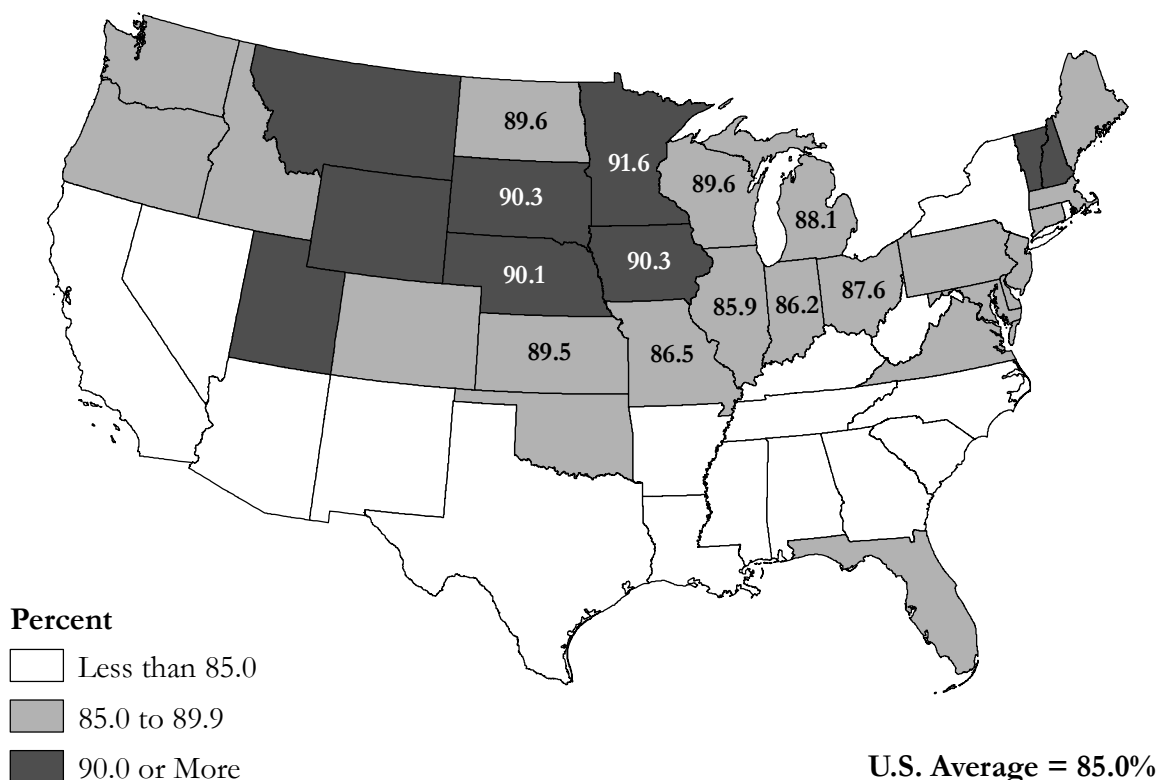 89.6
91.6
90.3
89.6
88.1
90.1
90.3
85.9
86.2
87.6
89.5
86.5
Percent
Less than 85.0
85.0 to 89.9
90.0 or More
U.S. Average = 85.0%